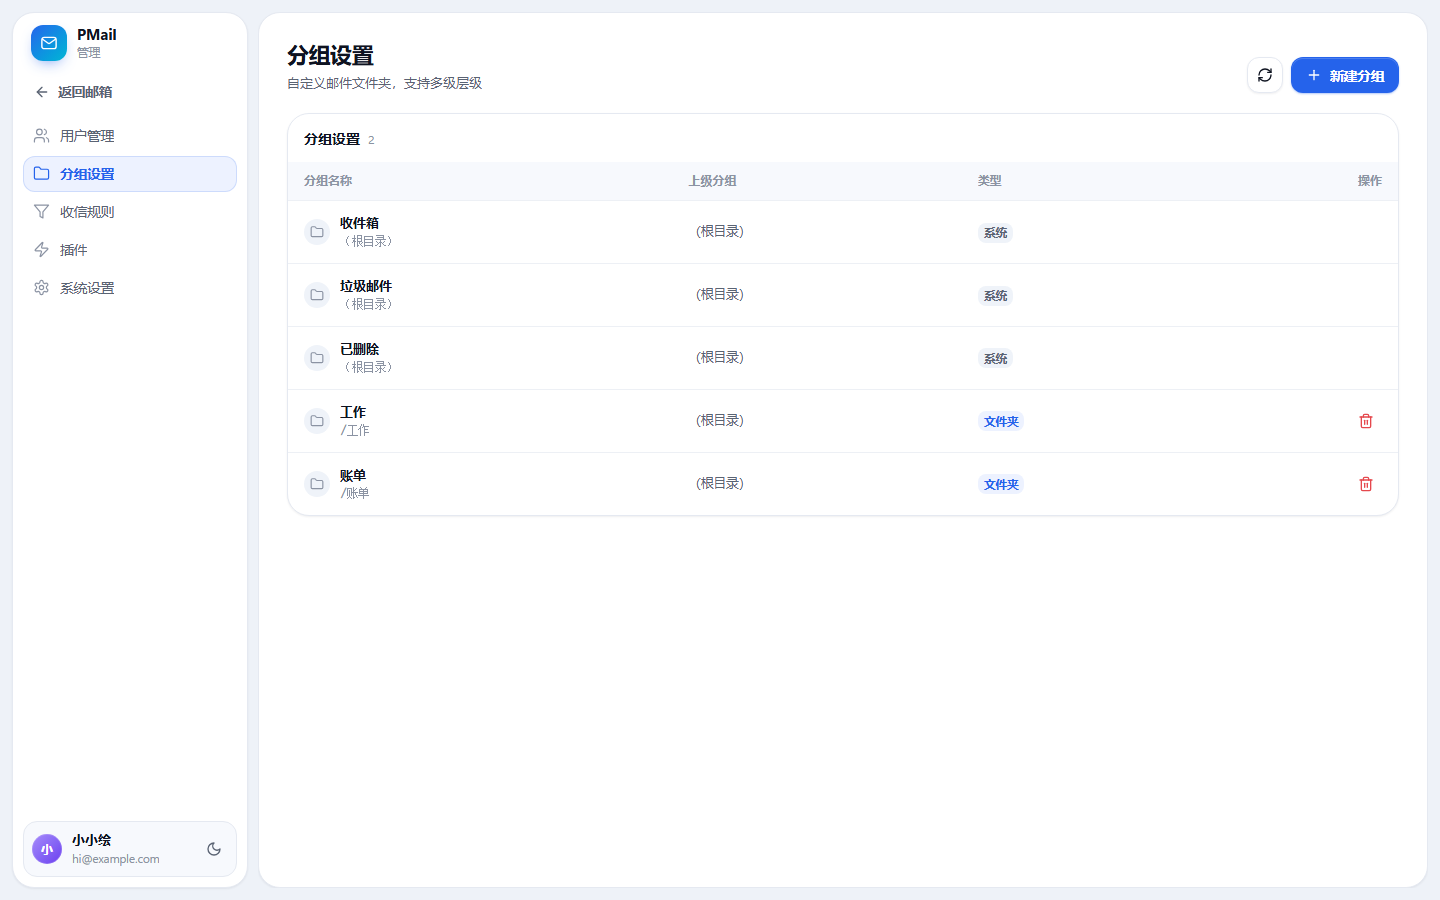 PMail
管理
返回邮箱
用户管理
分组设置
收信规则
插件
系统设置
小
小小绘
hi@example.com
分组设置
自定义邮件文件夹，支持多级层级
新建分组
分组设置 2
分组名称 上级分组 类型 操作
收件箱
（根目录）
(根目录) 系统
垃圾邮件
（根目录）
(根目录) 系统
已删除
（根目录）
(根目录) 系统
工作
/工作
(根目录) 文件夹
账单
/账单
(根目录) 文件夹